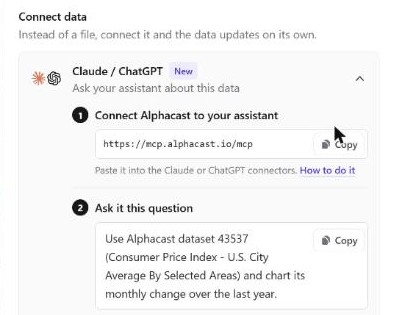 Connect data
Instead of a file, connect it and the data updates on its own.
Claude / ChatGPT New
Ask your assistant about this data
1 Connect Alphacast to your assistant
https://mcp.alphacast.io/mcp Copy
Paste it into the Claude or ChatGPT connectors. How to do it
2 Ask it this question
Use Alphacast dataset 43537 Copy
(Consumer Price Index - U.S. City
Average By Selected Areas) and chart its
monthly change over the last year.